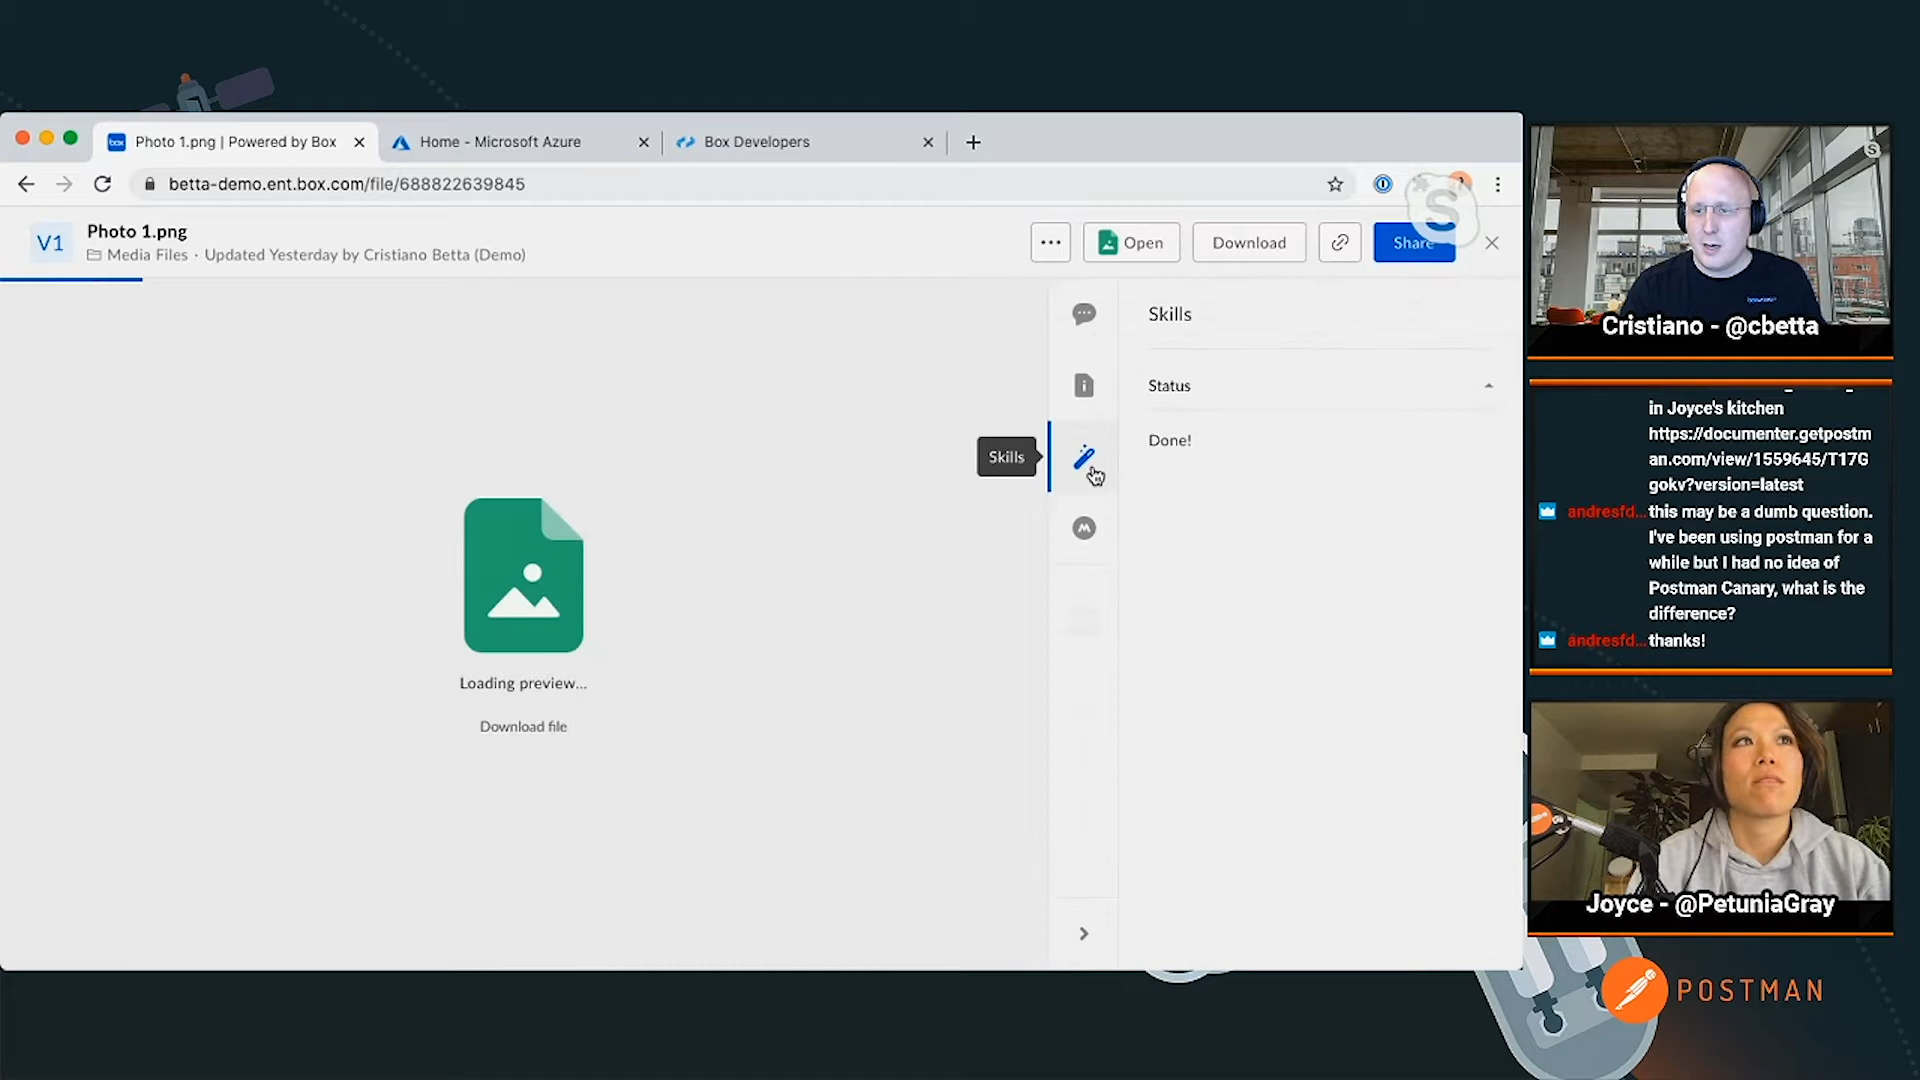 Photo 1.png | Powered by Box
Home - Microsoft Azure
Box Developers
betta-demo.ent.box.com/file/688822639845
V1
Photo 1.png
Media Files · Updated Yesterday by Cristiano Betta (Demo)
Open
Download
Share
Skills
Status
Done!
Skills
Loading preview...
Download file
Cristiano - @cbetta
in Joyce's kitchen
https://documenter.getpostm
an.com/view/1559645/T17G
gokv?version=latest
andresfd... this may be a dumb question.
I've been using postman for a
while but I had no idea of
Postman Canary, what is the
difference?
andresfd... thanks!
Joyce - @PetuniaGray
POSTMAN